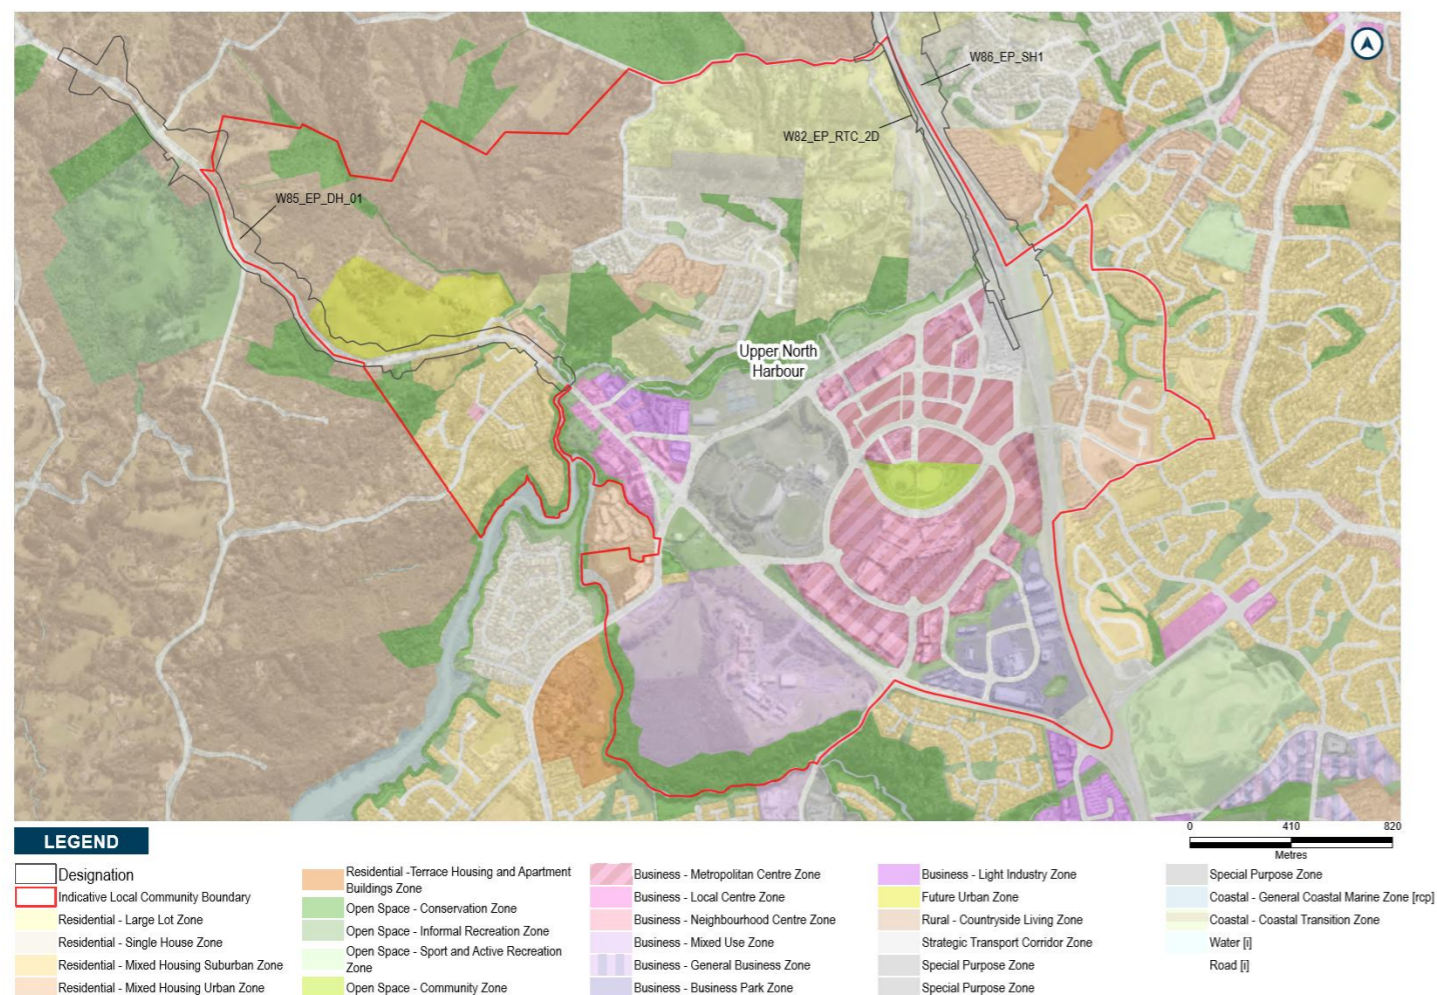 W86_EP_SH1
W82_EP_RTC_2D
W85_EP_DH_01
Upper North
Harbour
0 410 820
Metres
LEGEND
Designation
Indicative Local Community Boundary
Residential - Large Lot Zone
Residential - Single House Zone
Residential - Mixed Housing Suburban Zone
Residential - Mixed Housing Urban Zone
Residential -Terrace Housing and Apartment
Buildings Zone
Open Space - Conservation Zone
Open Space - Informal Recreation Zone
Open Space - Sport and Active Recreation
Zone
Open Space - Community Zone
Business - Metropolitan Centre Zone
Business - Local Centre Zone
Business - Neighbourhood Centre Zone
Business - Mixed Use Zone
Business - General Business Zone
Business - Business Park Zone
Business - Light Industry Zone
Future Urban Zone
Rural - Countryside Living Zone
Strategic Transport Corridor Zone
Special Purpose Zone
Special Purpose Zone
Special Purpose Zone
Coastal - General Coastal Marine Zone [rcp]
Coastal - Coastal Transition Zone
Water [i]
Road [i]